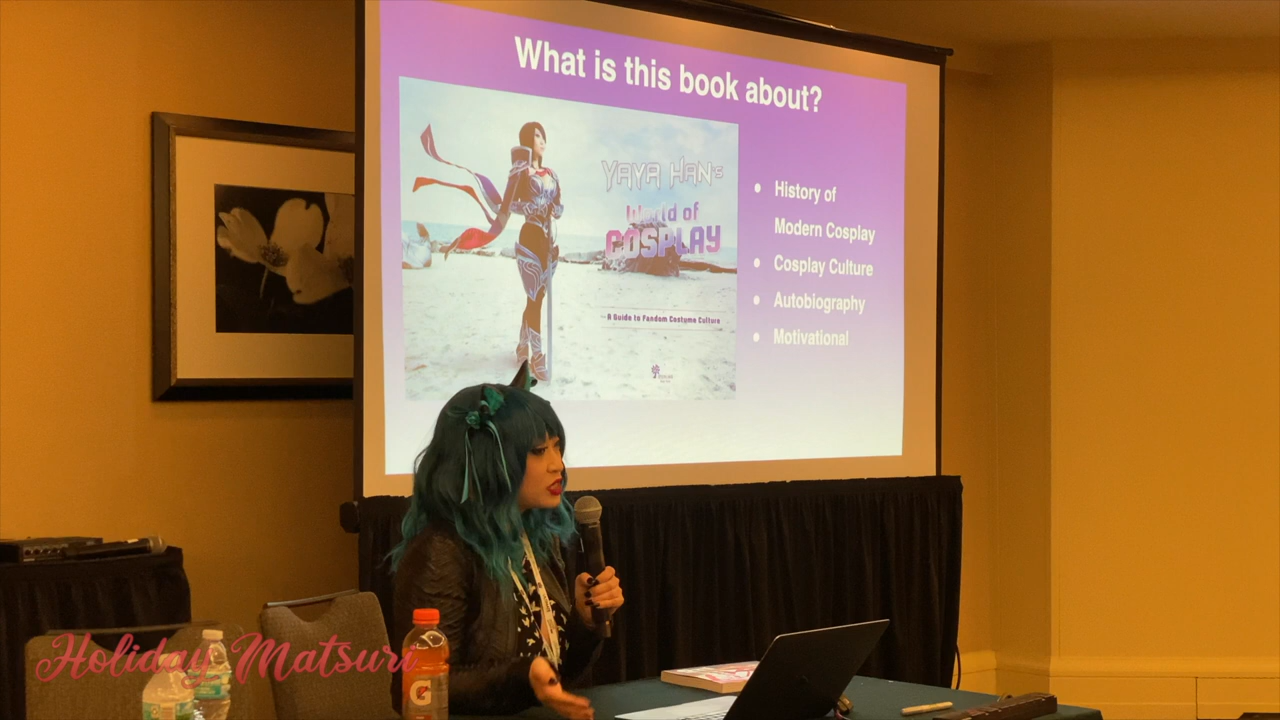 What is this book about?
YAYA HAN'S
World of
COSPLAY
A Guide to Fandom Costume Culture
• History of
Modern Cosplay
• Cosplay Culture
• Autobiography
• Motivational
Holiday Matsuri
G